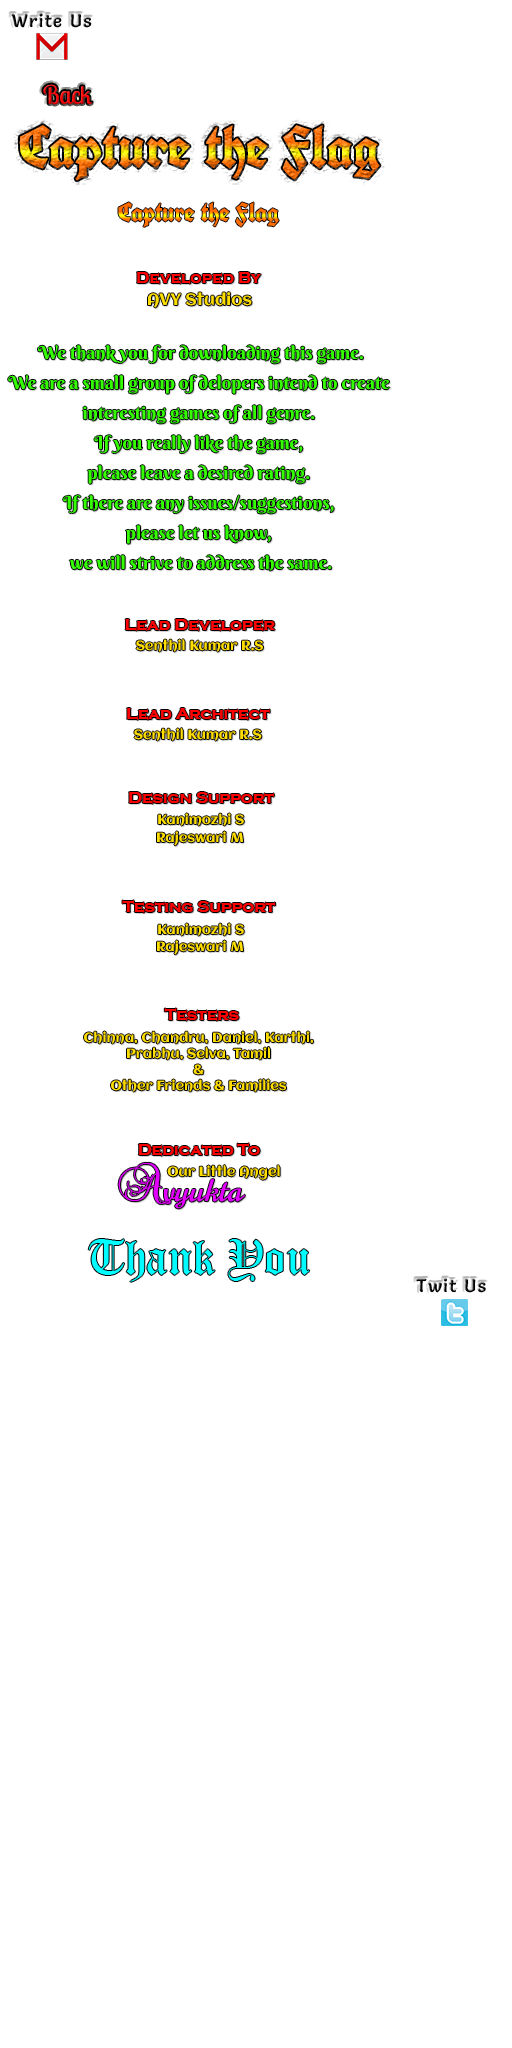 Write Us
Back
Capture the Flag
Capture the Flag
Developed By
AVY Studios
We thank you for downloading this game.
We are a small group of delopers intend to create
interesting games of all genre.
If you really like the game,
please leave a desired rating.
If there are any issues/suggestions,
please let us know,
we will strive to address the same.
Lead Developer
Senthil Kumar R.S
Lead Architect
Senthil Kumar R.S
Design Support
Kanimozhi S
Rajeswari M
Testing Support
Kanimozhi S
Rajeswari M
Testers
Chinna, Chandru, Daniel, Karthi,
Prabhu, Selva, Tamil
&
Other Friends & Families
Dedicated To
Our Little Angel
Avyukta
Thank You
Twit Us